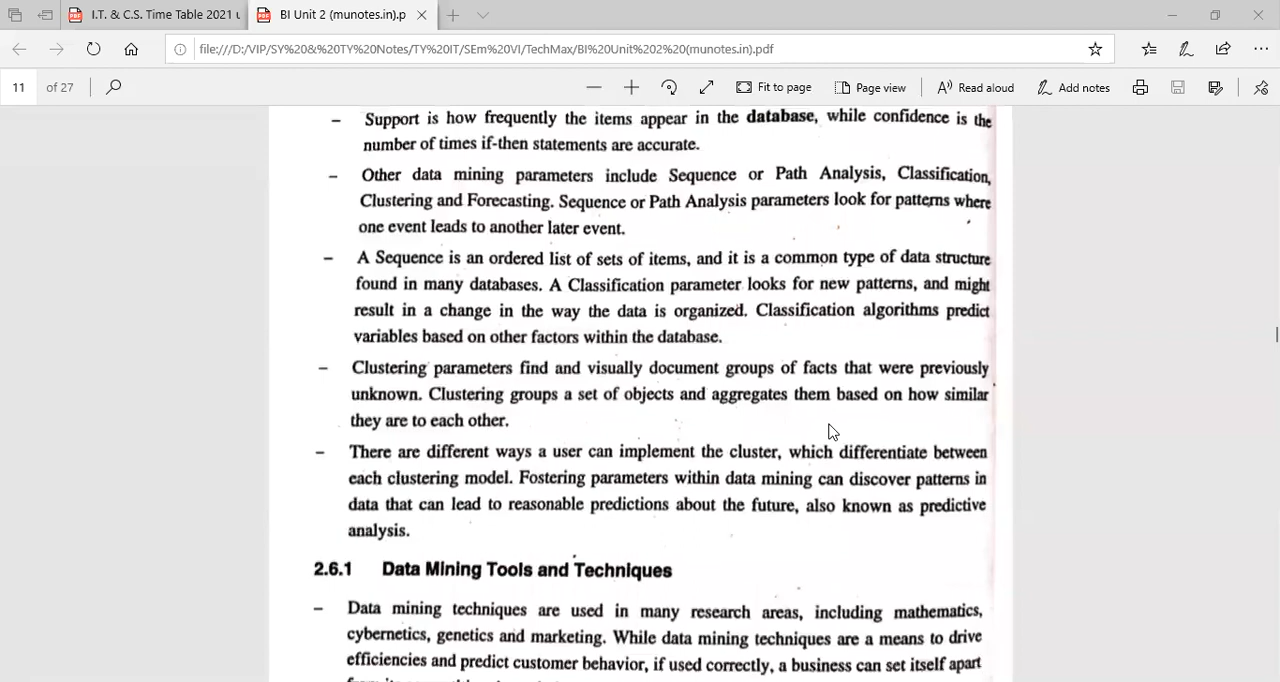 I.T. & C.S. Time Table 2021 u
BI Unit 2 (munotes.in).p
file:///D:/VIP/SY%20&%20TY%20Notes/TY%20IT/SEm%20VI/TechMax/BI%20Unit%202%20(munotes.in).pdf
11 of 27
Fit to page
Page view
Read aloud
Add notes
– Support is how frequently the items appear in the database, while confidence is the
number of times if-then statements are accurate.
– Other data mining parameters include Sequence or Path Analysis, Classification,
Clustering and Forecasting. Sequence or Path Analysis parameters look for patterns where
one event leads to another later event.
– A Sequence is an ordered list of sets of items, and it is a common type of data structure
found in many databases. A Classification parameter looks for new patterns, and might
result in a change in the way the data is organized. Classification algorithms predict
variables based on other factors within the database.
– Clustering parameters find and visually document groups of facts that were previously
unknown. Clustering groups a set of objects and aggregates them based on how similar
they are to each other.
– There are different ways a user can implement the cluster, which differentiate between
each clustering model. Fostering parameters within data mining can discover patterns in
data that can lead to reasonable predictions about the future, also known as predictive
analysis.
2.6.1 Data Mining Tools and Techniques
– Data mining techniques are used in many research areas, including mathematics,
cybernetics, genetics and marketing. While data mining techniques are a means to drive
efficiencies and predict customer behavior, if used correctly, a business can set itself apart